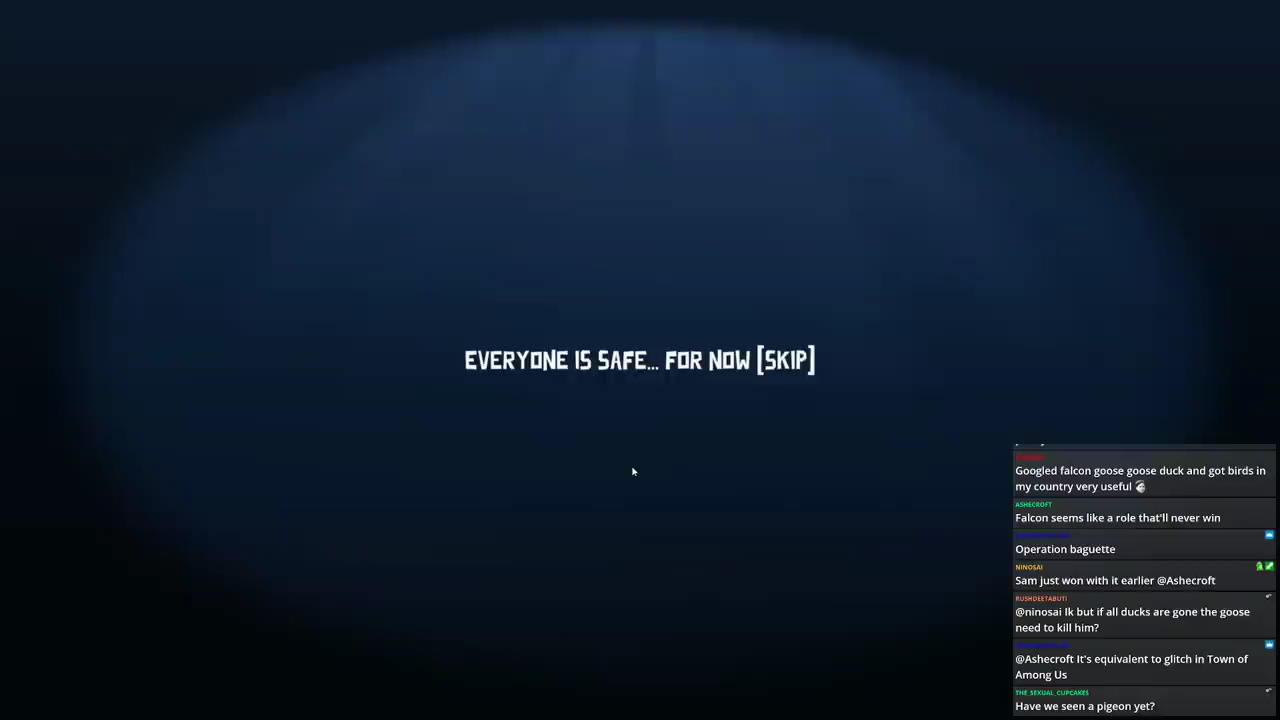 EVERYONE IS SAFE... FOR NOW [SKIP]
Googled falcon goose goose duck and got birds in
my country very useful
ASHECROFT
Falcon seems like a role that'll never win
Operation baguette
NINOSAI
Sam just won with it earlier @Ashecroft
RUSHDEETABUTI
@ninosai Ik but if all ducks are gone the goose
need to kill him?
@Ashecroft It's equivalent to glitch in Town of
Among Us
THE_SEXUAL_CUPCAKES
Have we seen a pigeon yet?